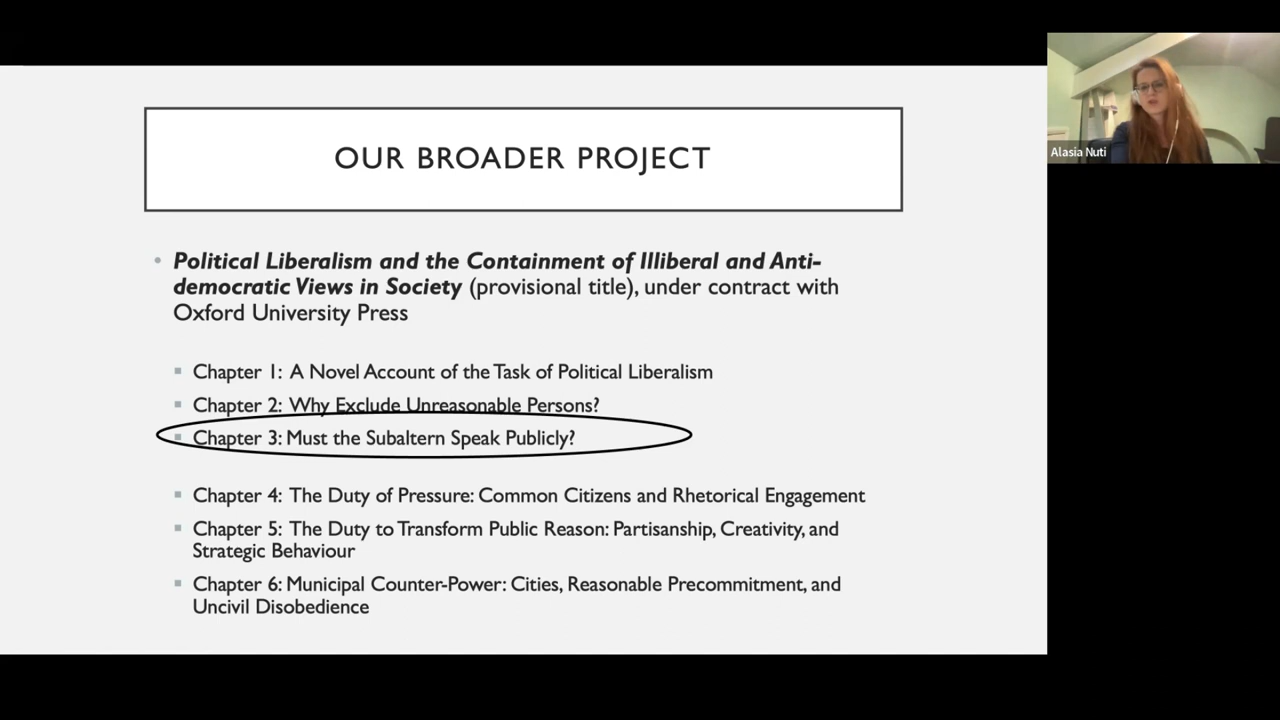 OUR BROADER PROJECT
Political Liberalism and the Containment of Illiberal and Anti-
democratic Views in Society (provisional title), under contract with
Oxford University Press
Chapter 1: A Novel Account of the Task of Political Liberalism
Chapter 2: Why Exclude Unreasonable Persons?
Chapter 3: Must the Subaltern Speak Publicly?
Chapter 4: The Duty of Pressure: Common Citizens and Rhetorical Engagement
Chapter 5: The Duty to Transform Public Reason: Partisanship, Creativity, and
Strategic Behaviour
Chapter 6: Municipal Counter-Power: Cities, Reasonable Precommitment, and
Uncivil Disobedience
Alasia Nuti